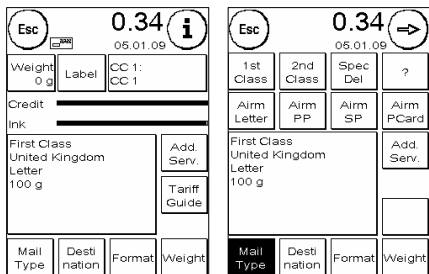 Esc
0.34
i
05.01.09
Weight
0 g
Label
CC 1:
CC 1
Credit
Ink
First Class
United Kingdom
Letter
100 g
Add.
Serv.
Tariff
Guide
Mail
Type
Desti
nation
Format
Weight
Esc
0.34
05.01.09
1st
Class
2nd
Class
Spec
Del
?
Airm
Letter
Airm
PP
Airm
SP
Airm
PCard
First Class
United Kingdom
Letter
100 g
Add.
Serv.
Mail
Type
Desti
nation
Format
Weight